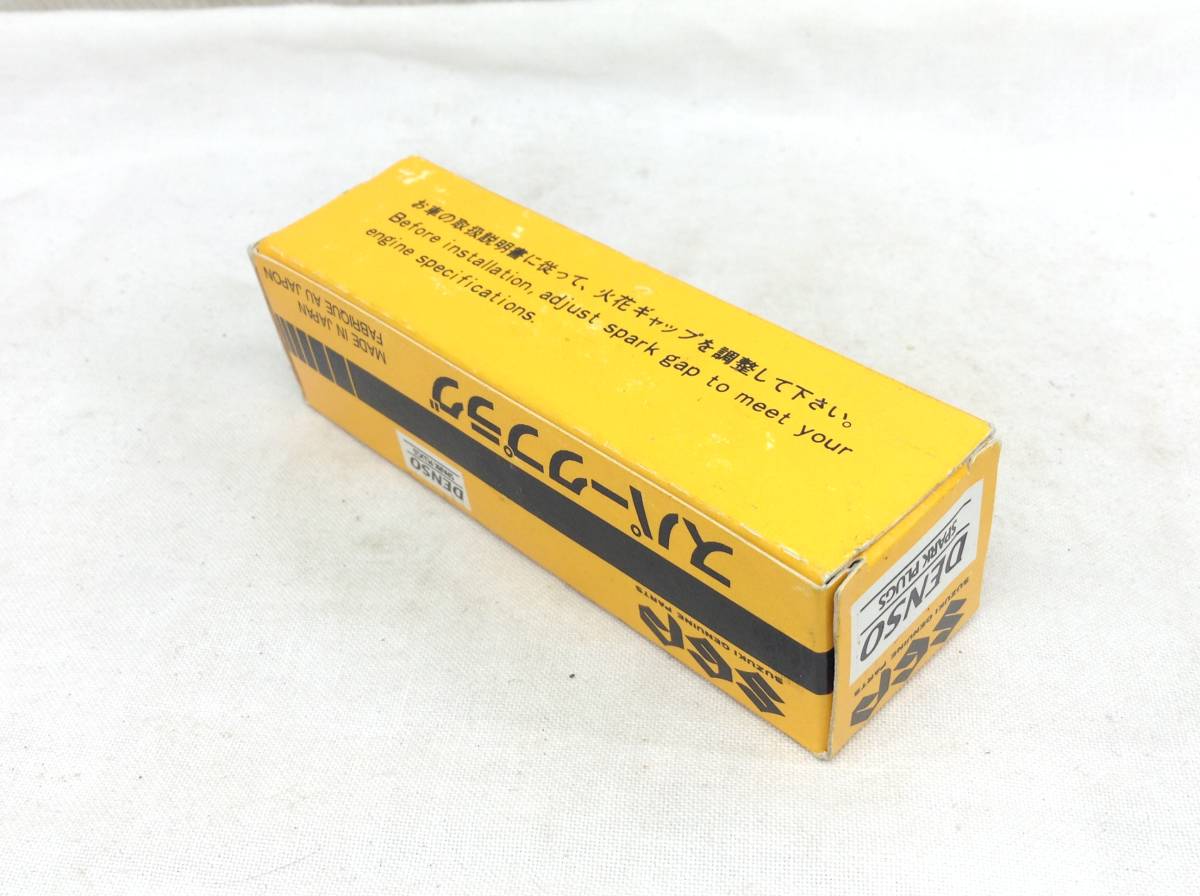 お車の取扱説明書に従って、火花ギャップを調整して下さい。
Before installation, adjust spark gap to meet your
engine specifications.
MADE IN JAPAN
FABRIQUE AU JAPON
スパークプラグ
DENSO
SPARK PLUGS
SGP
SUZUKI GENUINE PARTS
DENSO
SPARK PLUGS
SGP
SUZUKI GENUINE PARTS